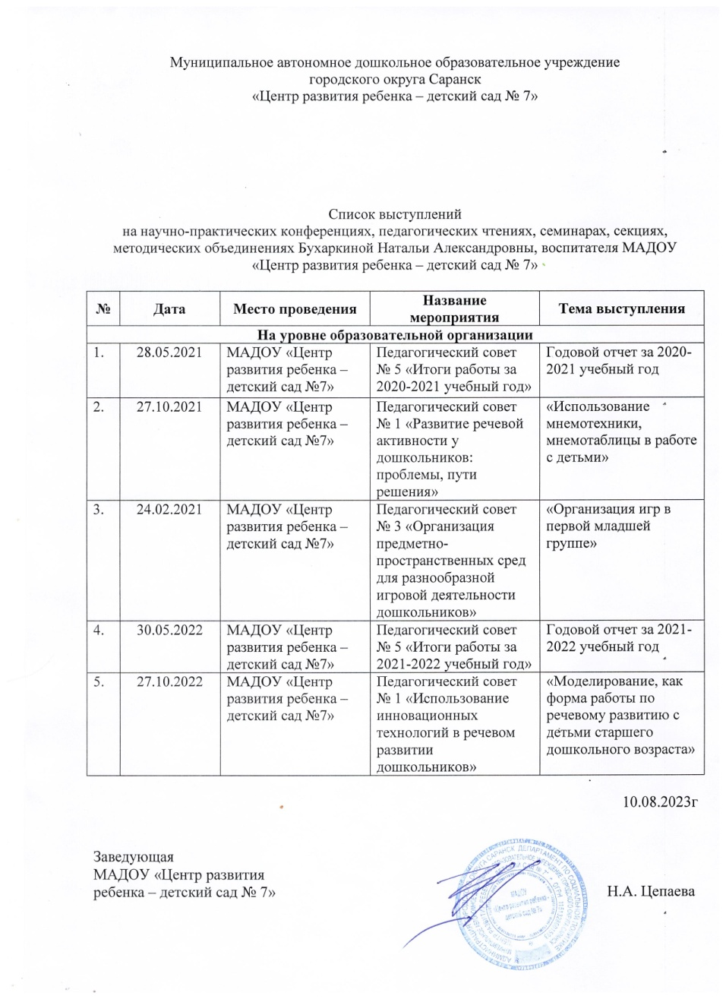 Муниципальное автономное дошкольное образовательное учреждение
городского округа Саранск
«Центр развития ребенка – детский сад № 7»
Список выступлений
на научно-практических конференциях, педагогических чтениях, семинарах, секциях,
методических объединениях Бухаркиной Натальи Александровны, воспитателя МАДОУ
«Центр развития ребенка – детский сад № 7»
№
Дата
Место проведения
Название
мероприятия
Тема выступления
На уровне образовательной организации
1.
28.05.2021
МАДОУ «Центр
развития ребенка –
детский сад №7»
Педагогический совет
№ 5 «Итоги работы за
2020-2021 учебный год»
Годовой отчет за 2020-
2021 учебный год
2.
27.10.2021
МАДОУ «Центр
развития ребенка –
детский сад №7»
Педагогический совет
№ 1 «Развитие речевой
активности у
дошкольников:
проблемы, пути
решения»
«Использование
мнемотехники,
мнемотаблицы в работе
с детьми»
3.
24.02.2021
МАДОУ «Центр
развития ребенка –
детский сад №7»
Педагогический совет
№ 3 «Организация
предметно-
пространственных сред
для разнообразной
игровой деятельности
дошкольников»
«Организация игр в
первой младшей
группе»
4.
30.05.2022
МАДОУ «Центр
развития ребенка –
детский сад №7»
Педагогический совет
№ 5 «Итоги работы за
2021-2022 учебный год»
Годовой отчет за 2021-
2022 учебный год
5.
27.10.2022
МАДОУ «Центр
развития ребенка –
детский сад №7»
Педагогический совет
№ 1 «Использование
инновационных
технологий в речевом
развитии
дошкольников»
«Моделирование, как
форма работы по
речевому развитию с
детьми старшего
дошкольного возраста»
10.08.2023г
Заведующая
МАДОУ «Центр развития
ребенка – детский сад № 7»
МАДОУ
«Центр развития ребенка -
детский сад № 7»
Н.А. Цепаева